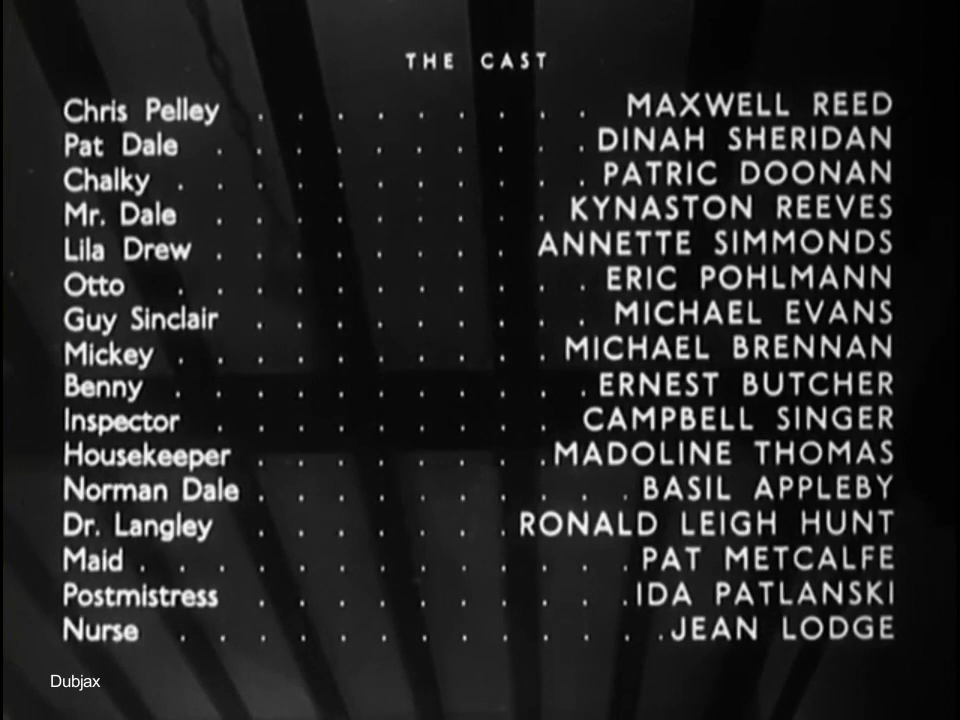 THE CAST
Chris Pelley . . . . . . . . . MAXWELL REED
Pat Dale . . . . . . . . . . DINAH SHERIDAN
Chalky . . . . . . . . . . . PATRIC DOONAN
Mr. Dale . . . . . . . . . KYNASTON REEVES
Lila Drew . . . . . . . . ANNETTE SIMMONDS
Otto . . . . . . . . . . . ERIC POHLMANN
Guy Sinclair . . . . . . . . . MICHAEL EVANS
Mickey . . . . . . . . . . MICHAEL BRENNAN
Benny . . . . . . . . . . . ERNEST BUTCHER
Inspector . . . . . . . . . CAMPBELL SINGER
Housekeeper . . . . . . . . MADOLINE THOMAS
Norman Dale . . . . . . . . . . BASIL APPLEBY
Dr. Langley . . . . . . . RONALD LEIGH HUNT
Maid . . . . . . . . . . . . . PAT METCALFE
Postmistress . . . . . . . . . . IDA PATLANSKI
Nurse . . . . . . . . . . . . . JEAN LODGE
Dubjax